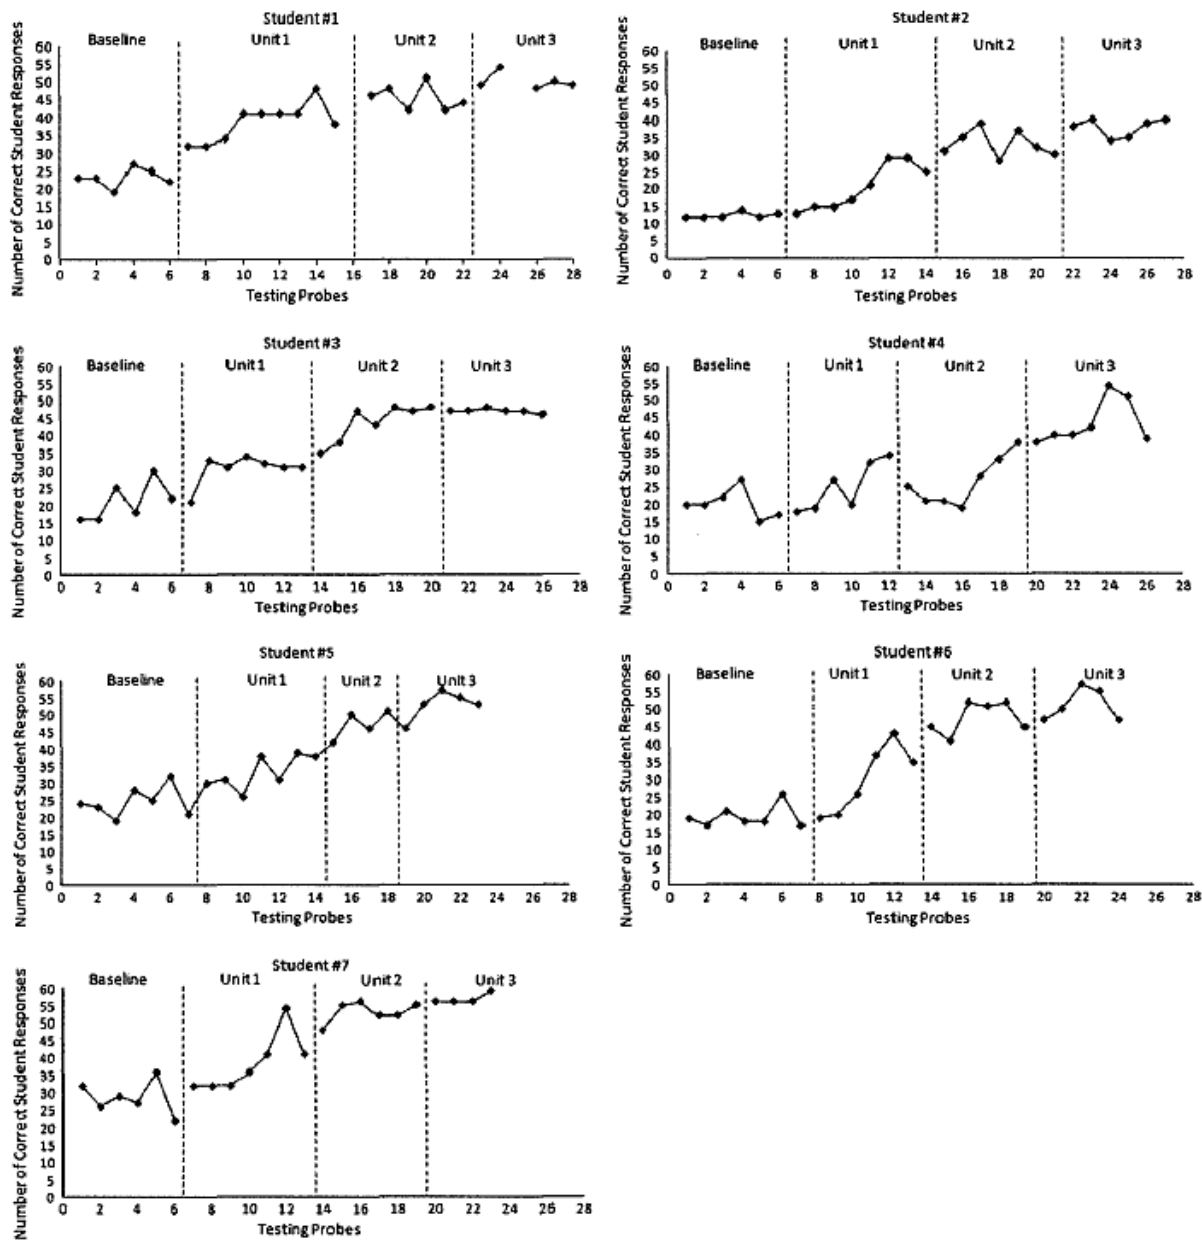 Student #1
Baseline Unit 1 Unit 2 Unit 3
Number of Correct Student Responses
60
55
50
45
40
35
30
25
20
15
10
5
0
0 2 4 6 8 10 12 14 16 18 20 22 24 26 28
Testing Probes
Student #2
Baseline Unit 1 Unit 2 Unit 3
Number of Correct Student Responses
60
55
50
45
40
35
30
25
20
15
10
5
0
0 2 4 6 8 10 12 14 16 18 20 22 24 26 28
Testing Probes
Student #3
Baseline Unit 1 Unit 2 Unit 3
Number of Correct Student Responses
60
55
50
45
40
35
30
25
20
15
10
5
0
0 2 4 6 8 10 12 14 16 18 20 22 24 26 28
Testing Probes
Student #4
Baseline Unit 1 Unit 2 Unit 3
Number of Correct Student Responses
60
55
50
45
40
35
30
25
20
15
10
5
0
0 2 4 6 8 10 12 14 16 18 20 22 24 26 28
Testing Probes
Student #5
Baseline Unit 1 Unit 2 Unit 3
Number of Correct Student Responses
60
55
50
45
40
35
30
25
20
15
10
5
0
0 2 4 6 8 10 12 14 16 18 20 22 24 26 28
Testing Probes
Student #6
Baseline Unit 1 Unit 2 Unit 3
Number of Correct Student Responses
60
55
50
45
40
35
30
25
20
15
10
5
0
0 2 4 6 8 10 12 14 16 18 20 22 24 26 28
Testing Probes
Student #7
Baseline Unit 1 Unit 2 Unit 3
Number of Correct Student Responses
60
55
50
45
40
35
30
25
20
15
10
5
0
0 2 4 6 8 10 12 14 16 18 20 22 24 26 28
Testing Probes